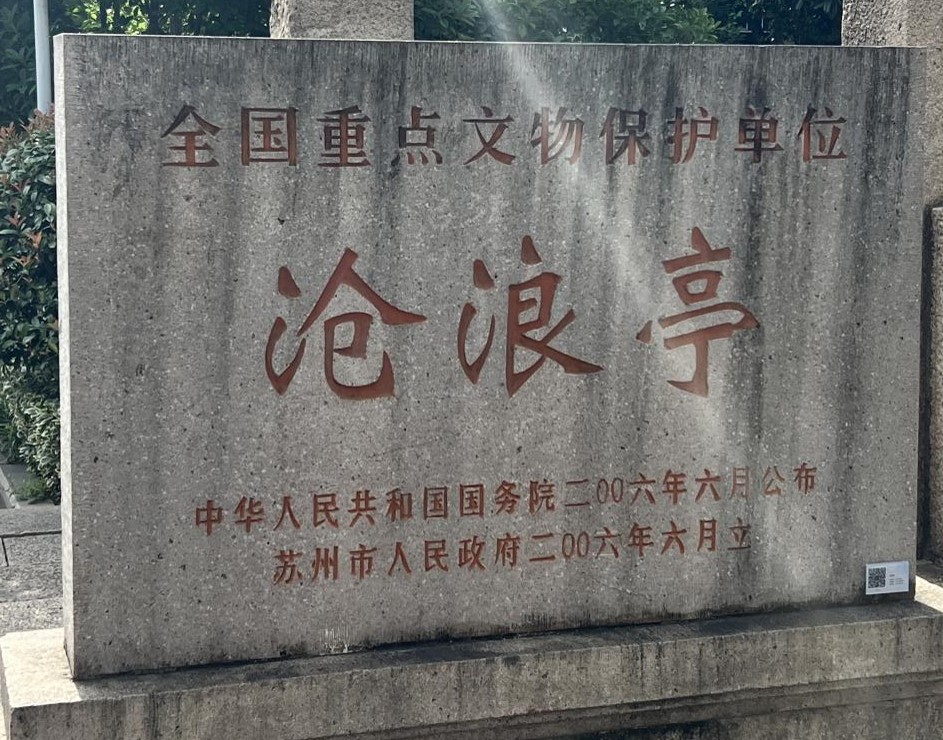 全国重点文物保护单位
沧浪亭
中华人民共和国国务院二00六年六月公布
苏州市人民政府二00六年六月立